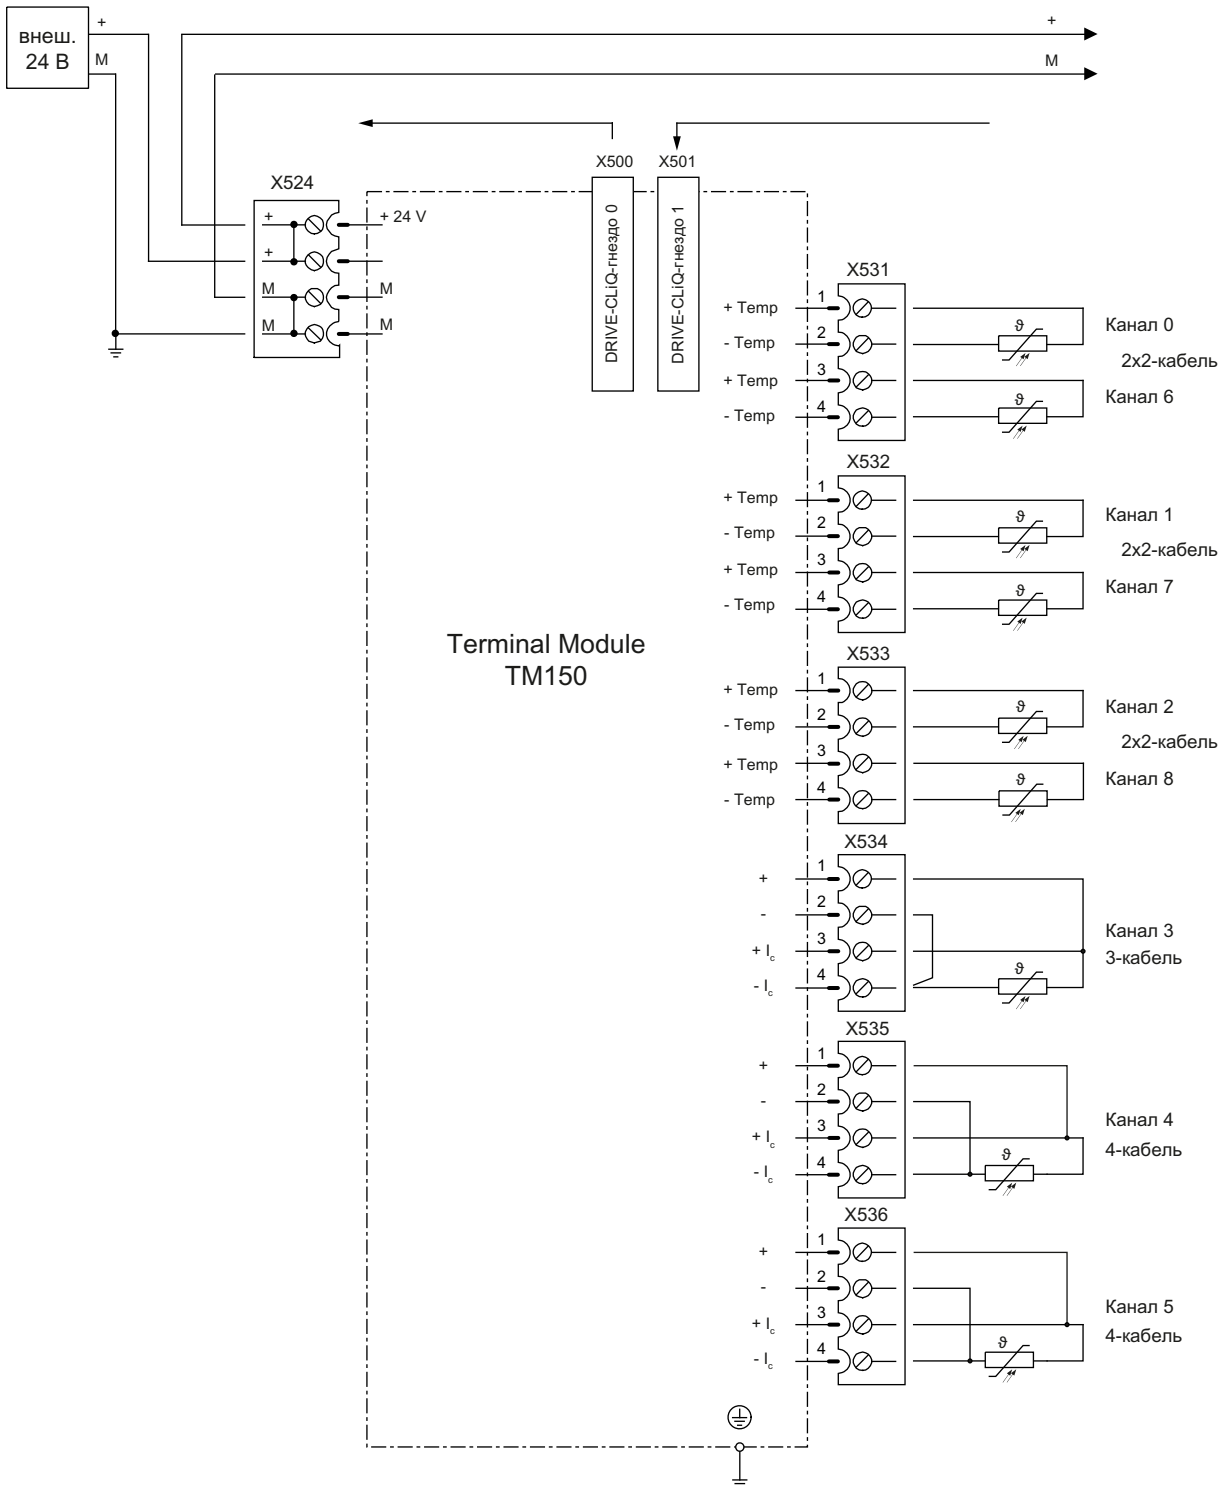 внеш.
24 В
+
M
+
M
X500
X501
X524
DRIVE-CLiQ-гнездо 0
DRIVE-CLiQ-гнездо 1
+
+ 24 V
+
M
M
M
M
Terminal Module
TM150
X531
+ Temp
1
- Temp
2
+ Temp
3
- Temp
4
ϑ
ϑ
Канал 0
2x2-кабель
Канал 6
X532
+ Temp
1
- Temp
2
+ Temp
3
- Temp
4
ϑ
ϑ
Канал 1
2x2-кабель
Канал 7
X533
+ Temp
1
- Temp
2
+ Temp
3
- Temp
4
ϑ
ϑ
Канал 2
2x2-кабель
Канал 8
X534
+
1
-
2
+ Ic
3
- Ic
4
ϑ
Канал 3
3-кабель
X535
+
1
-
2
+ Ic
3
- Ic
4
ϑ
Канал 4
4-кабель
X536
+
1
-
2
+ Ic
3
- Ic
4
ϑ
Канал 5
4-кабель